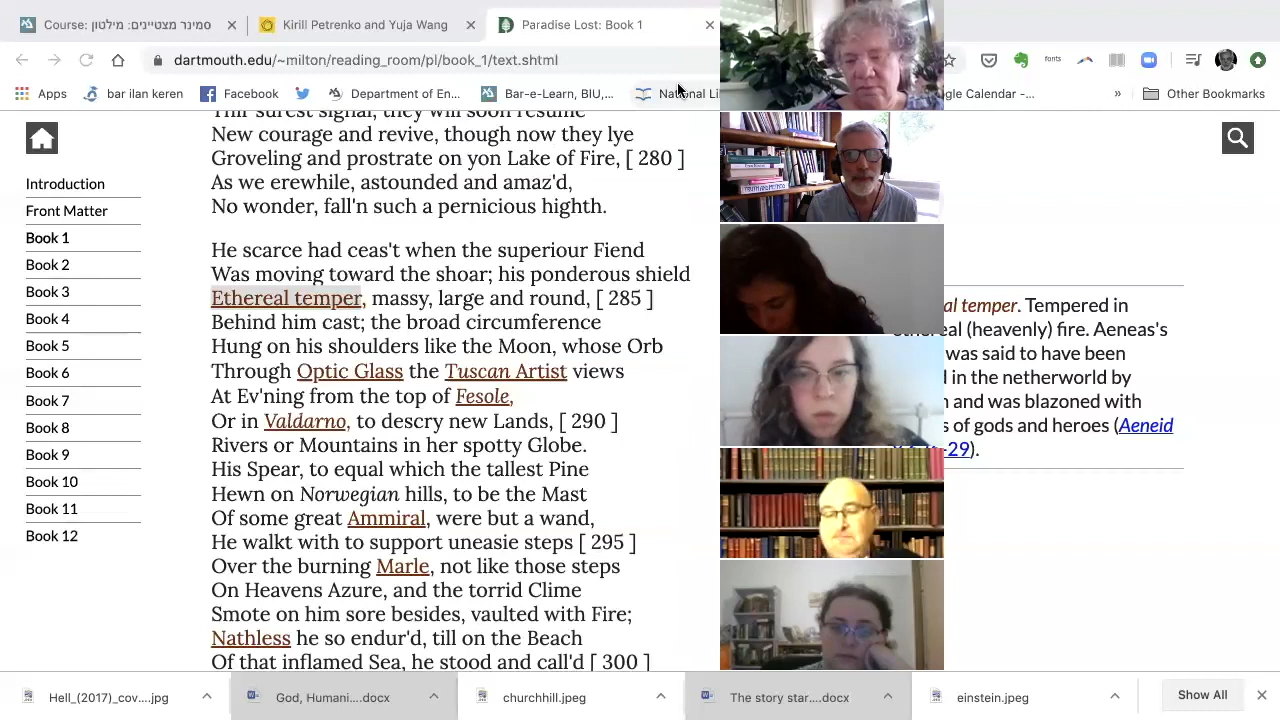 Course: סמינר מצטיינים: מילטון
Kirill Petrenko and Yuja Wang
Paradise Lost: Book 1
dartmouth.edu/~milton/reading_room/pl/book_1/text.shtml
fonts
Apps
bar ilan keren
Facebook
Department of En...
Bar-e-Learn, BIU,...
National Li
gle Calendar -...
»
Other Bookmarks
Introduction
Front Matter
Book 1
Book 2
Book 3
Book 4
Book 5
Book 6
Book 7
Book 8
Book 9
Book 10
Book 11
Book 12
Thir surest signal, they will soon resume
New courage and revive, though now they lye
Groveling and prostrate on yon Lake of Fire, [ 280 ]
As we erewhile, astounded and amaz'd,
No wonder, fall'n such a pernicious highth.
He scarce had ceas't when the superiour Fiend
Was moving toward the shoar; his ponderous shield
Ethereal temper, massy, large and round, [ 285 ]
Behind him cast; the broad circumference
Hung on his shoulders like the Moon, whose Orb
Through Optic Glass the Tuscan Artist views
At Ev'ning from the top of Fesole,
Or in Valdarno, to descry new Lands, [ 290 ]
Rivers or Mountains in her spotty Globe.
His Spear, to equal which the tallest Pine
Hewn on Norwegian hills, to be the Mast
Of some great Ammiral, were but a wand,
He walkt with to support uneasie steps [ 295 ]
Over the burning Marle, not like those steps
On Heavens Azure, and the torrid Clime
Smote on him sore besides, vaulted with Fire;
Nathless he so endur'd, till on the Beach
Of that inflamed Sea, he stood and call'd [ 300 ]
al temper. Tempered in
eal (heavenly) fire. Aeneas's
was said to have been
d in the netherworld by
n and was blazoned with
s of gods and heroes (Aeneid
-29).
Hell_(2017)_cov....jpg
God, Humani....docx
churchhill.jpeg
The story star....docx
einstein.jpeg
Show All